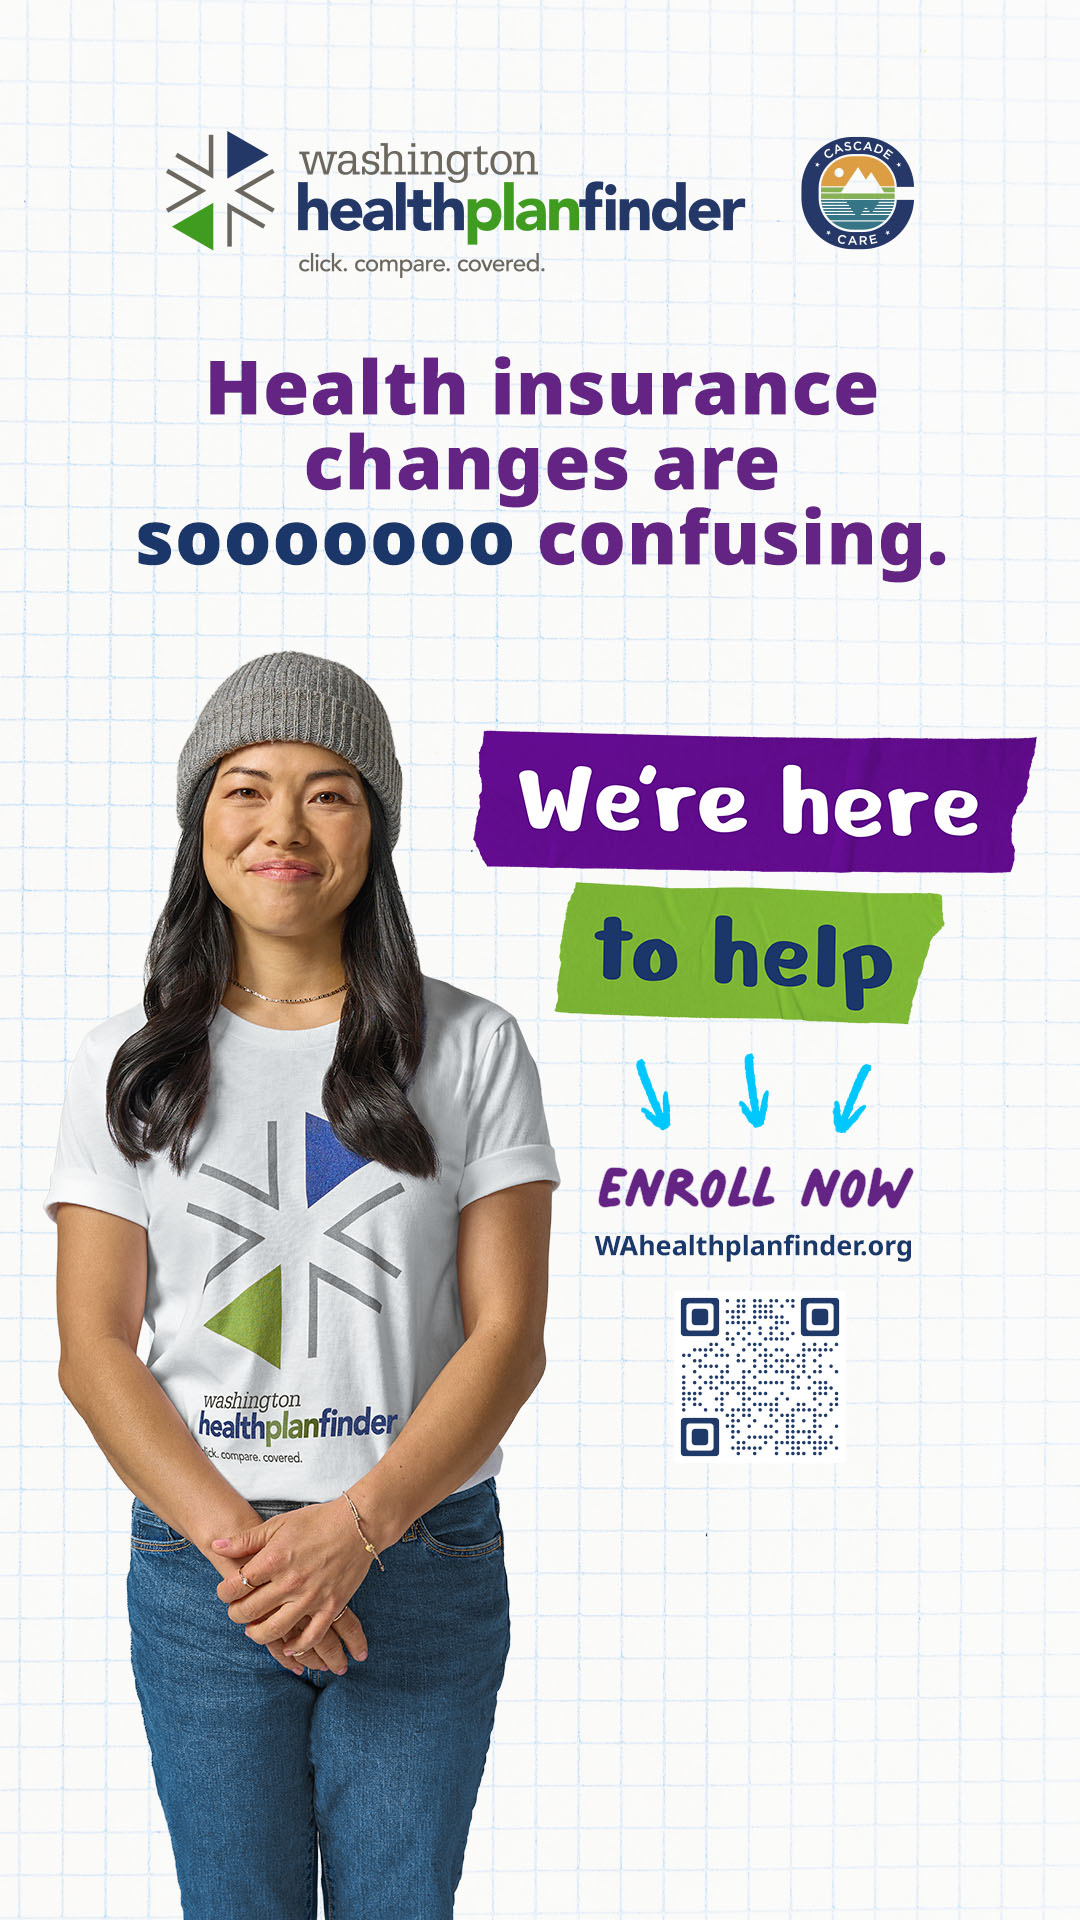 washington
healthplanfinder
click. compare. covered.
CASCADE
CARE
Health insurance
changes are
sooooooo confusing.
We're here
to help
ENROLL NOW
WAhealthplanfinder.org
washington
healthplanfinder
click. compare. covered.